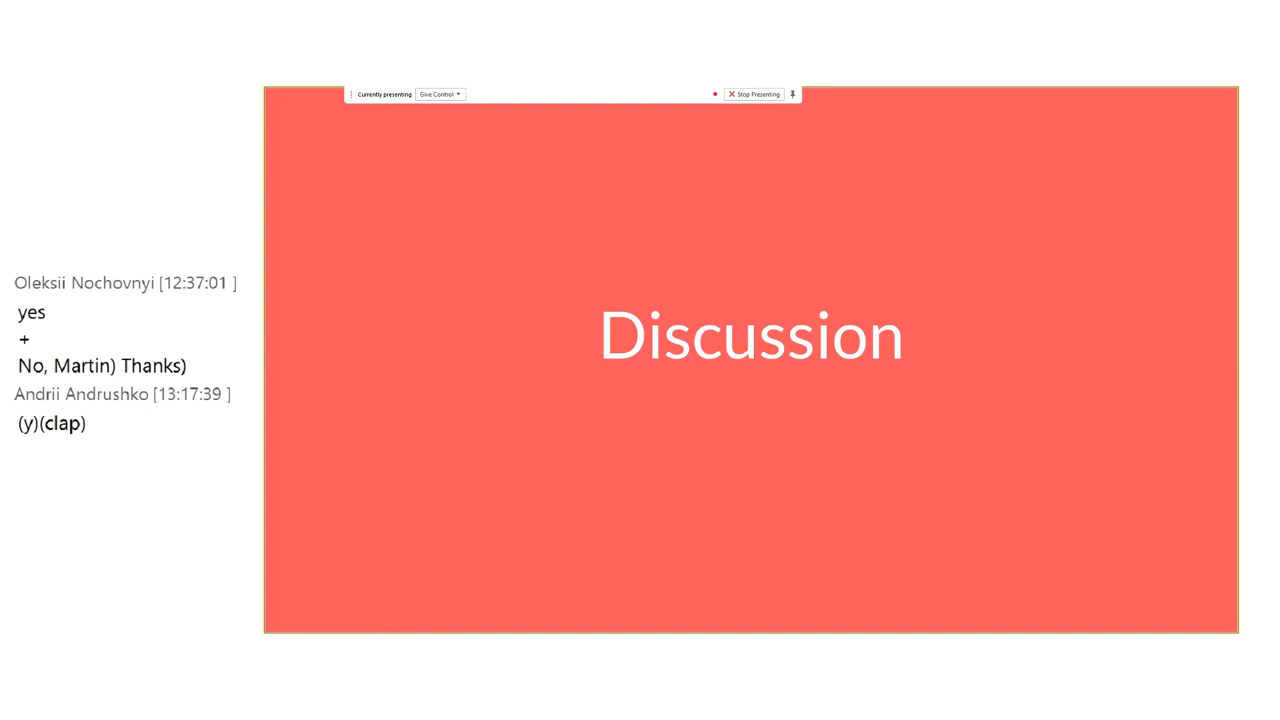 Currently presenting Give Control Stop Presenting
Oleksii Nochovnyi [12:37:01 ]
yes
+
No, Martin) Thanks)
Andrii Andrushko [13:17:39 ]
(y)(clap)
Discussion